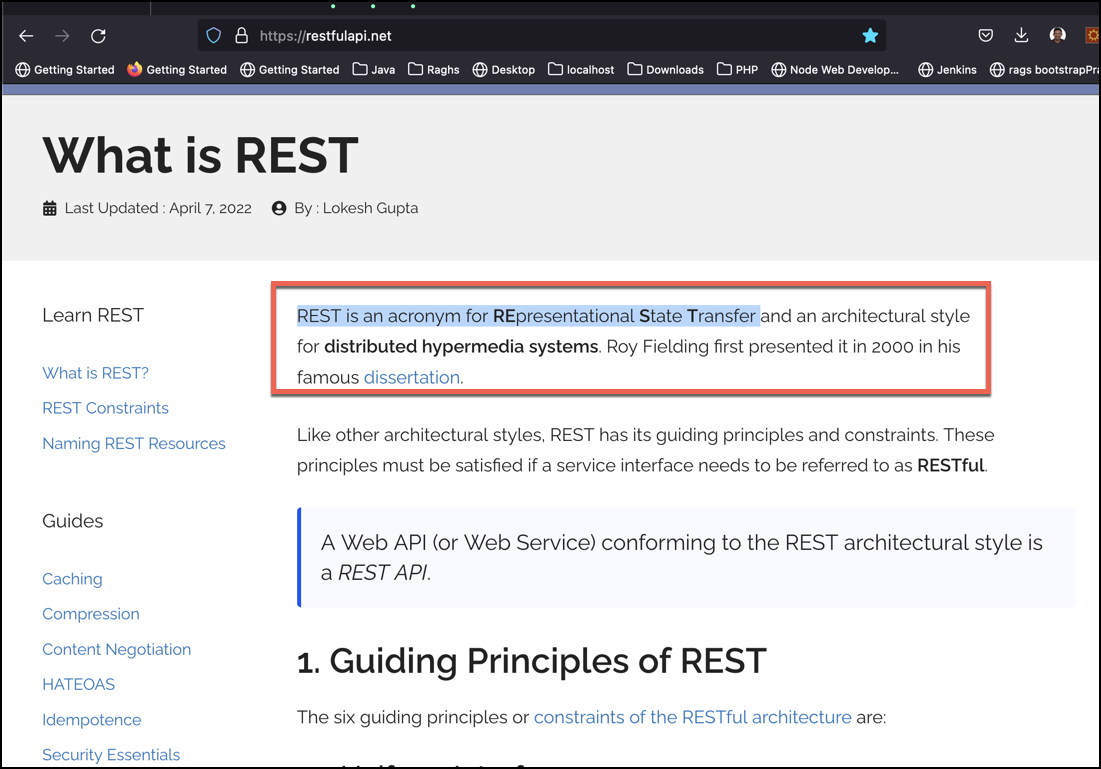 https://restfulapi.net
Getting Started Getting Started Getting Started Java Raghs Desktop localhost Downloads PHP Node Web Develop... Jenkins rags bootstrapPra
What is REST
Last Updated : April 7, 2022 By : Lokesh Gupta
Learn REST
What is REST?
REST Constraints
Naming REST Resources
Guides
Caching
Compression
Content Negotiation
HATEOAS
Idempotence
Security Essentials
REST is an acronym for REpresentational State Transfer and an architectural style
for distributed hypermedia systems. Roy Fielding first presented it in 2000 in his
famous dissertation.
Like other architectural styles, REST has its guiding principles and constraints. These
principles must be satisfied if a service interface needs to be referred to as RESTful.
A Web API (or Web Service) conforming to the REST architectural style is
a REST API.
1. Guiding Principles of REST
The six guiding principles or constraints of the RESTful architecture are: